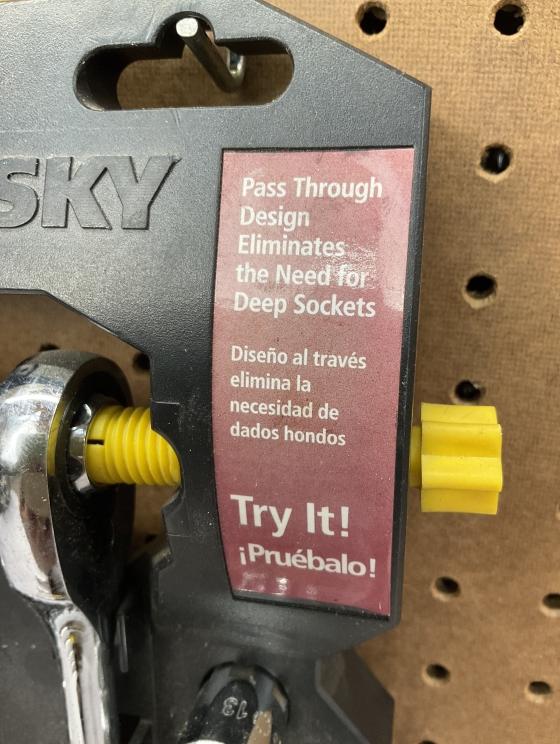 SKY
Pass Through
Design
Eliminates
the Need for
Deep Sockets
Diseño al través
elimina la
necesidad de
dados hondos
Try It!
¡Pruébalo!
13